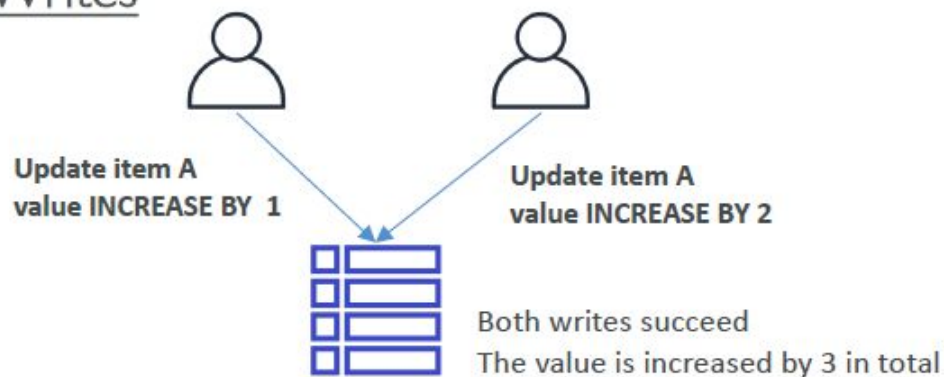 Writes
Update item A
value INCREASE BY 1
Update item A
value INCREASE BY 2
Both writes succeed
The value is increased by 3 in total